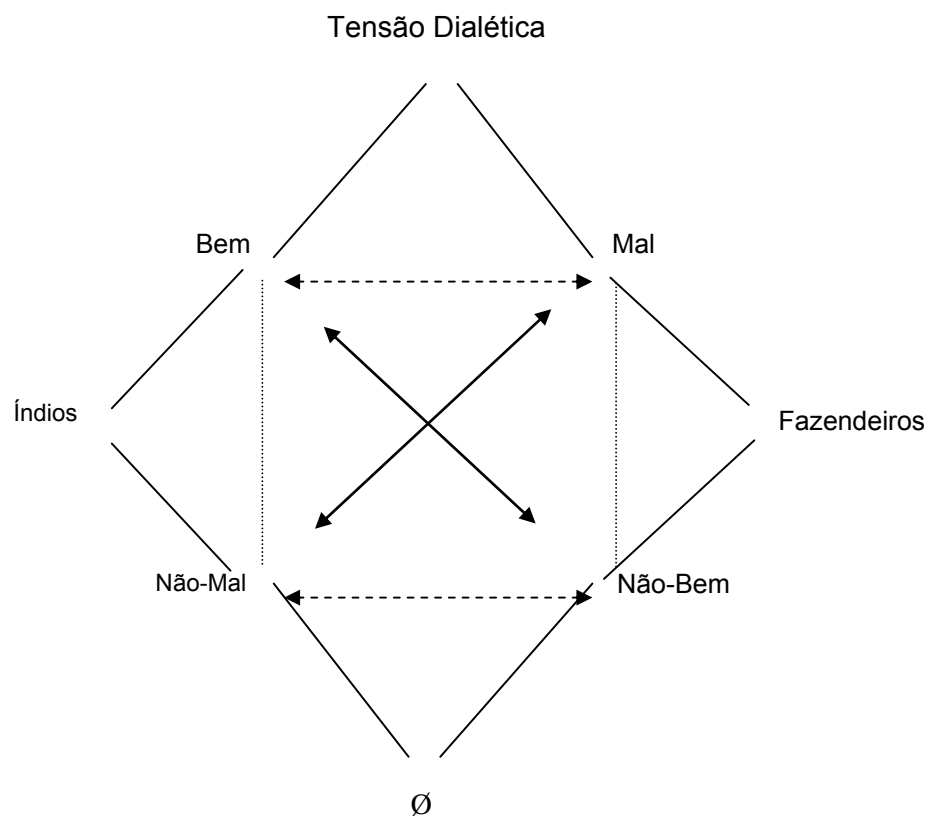 Tensão Dialética
Bem
Mal
Índios
Fazendeiros
Não-Mal
Não-Bem
Ø